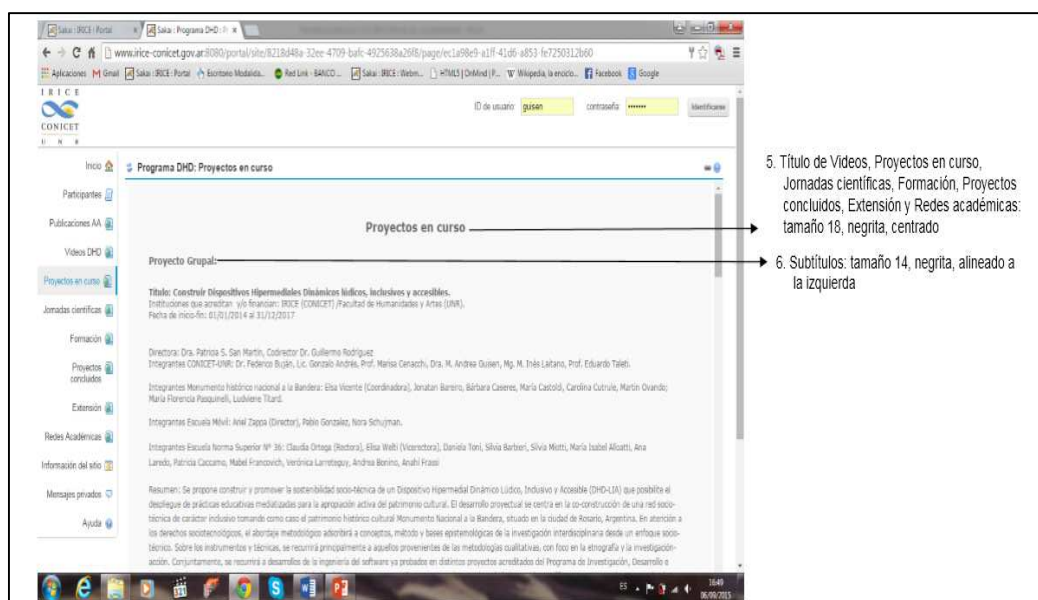 Sakai : IRICE : Portal
Sakai : Programa DHD : Pr
www.irice-conicet.gov.ar:8080/portal/site/8218d48a-32ee-4709-bafc-4925638a26f8/page/ec1a98e9-a1ff-41d6-a853-fe7250312b60
Aplicaciones Gmail Sakai : IRICE : Portal Escritorio Modalida... Red Link - BANCO ... Sakai : IRICE : Webm... HTML5 | OnMind | P... Wikipedia, la enciclo... Facebook Google
IRICE
CONICET
U N R
ID de usuario guisen contraseña ••••••• Identificarse
Inicio
Participantes
Publicaciones AA
Videos DHD
Proyectos en curso
Jornadas científicas
Formación
Proyectos
concluidos
Extensión
Redes Académicas
Información del sitio
Mensajes privados
Ayuda
Programa DHD: Proyectos en curso
Proyectos en curso
Proyecto Grupal:
Título: Construir Dispositivos Hipermediales Dinámicos lúdicos, inclusivos y accesibles.
Instituciones que acreditan y/o financian: IRICE (CONICET) /Facultad de Humanidades y Artes (UNR).
Fecha de inicio-fin: 01/01/2014 al 31/12/2017
Directora: Dra. Patricia S. San Martín, Codirector Dr. Guillermo Rodríguez
Integrantes CONICET-UNR: Dr. Federico Buján, Lic. Gonzalo Andrés, Prof. Marisa Cenacchi, Dra. M. Andrea Guisen, Mg. M. Inés Laitano, Prof. Eduardo Taleti.
Integrantes Monumento histórico nacional a la Bandera: Elsa Vicente (Coordinadora), Jonatan Bareiro, Bárbara Caseres, María Castoldi, Carolina Cutruie, Martin Ovando;
María Florencia Pasquinelli, Ludviene Titard.
Integrantes Escuela Móvil: Ariel Zappa (Director), Pablo Gonzalez, Nora Schujman.
Integrantes Escuela Norma Superior Nº 36: Claudia Ortega (Rectora), Elisa Welti (Vicerectora), Daniela Toni, Silvia Barbieri, Silvia Miotti, María Isabel Alloatti, Ana
Laredo, Patricia Caccamo, Mabel Francovich, Verónica Larreteguy, Andrea Bonino, Anahí Frassi
Resumen: Se propone construir y promover la sostenibilidad socio-técnica de un Dispositivo Hipermedial Dinámico Lúdico, Inclusivo y Accesible (DHD-LIA) que posibilite el
despliegue de prácticas educativas mediatizadas para la apropiación activa del patrimonio cultural. El desarrollo proyectual se centra en la co-construcción de una red socio-
técnica de carácter inclusivo tomando como caso el patrimonio histórico cultural Monumento Nacional a la Bandera, situado en la ciudad de Rosario, Argentina. En atención a
los derechos sociotecnológicos, el abordaje metodológico adscribirá a conceptos, método y bases epistemológicas de la investigación interdisciplinaria desde un enfoque socio-
técnico. Sobre los instrumentos y técnicas, se recurrirá principalmente a aquellos provenientes de las metodologías cualitativas, con foco en la etnografía y la investigación-
acción. Conjuntamente, se recurrirá a desarrollos de la ingeniería del software ya probados en distintos proyectos acreditados del Programa de Investigación, Desarrollo e
5. Título de Videos, Proyectos en curso,
Jornadas científicas, Formación, Proyectos
concluidos, Extensión y Redes académicas:
tamaño 18, negrita, centrado
6. Subtítulos: tamaño 14, negrita, alineado a
la izquierda
ES 16:49
06/09/2015